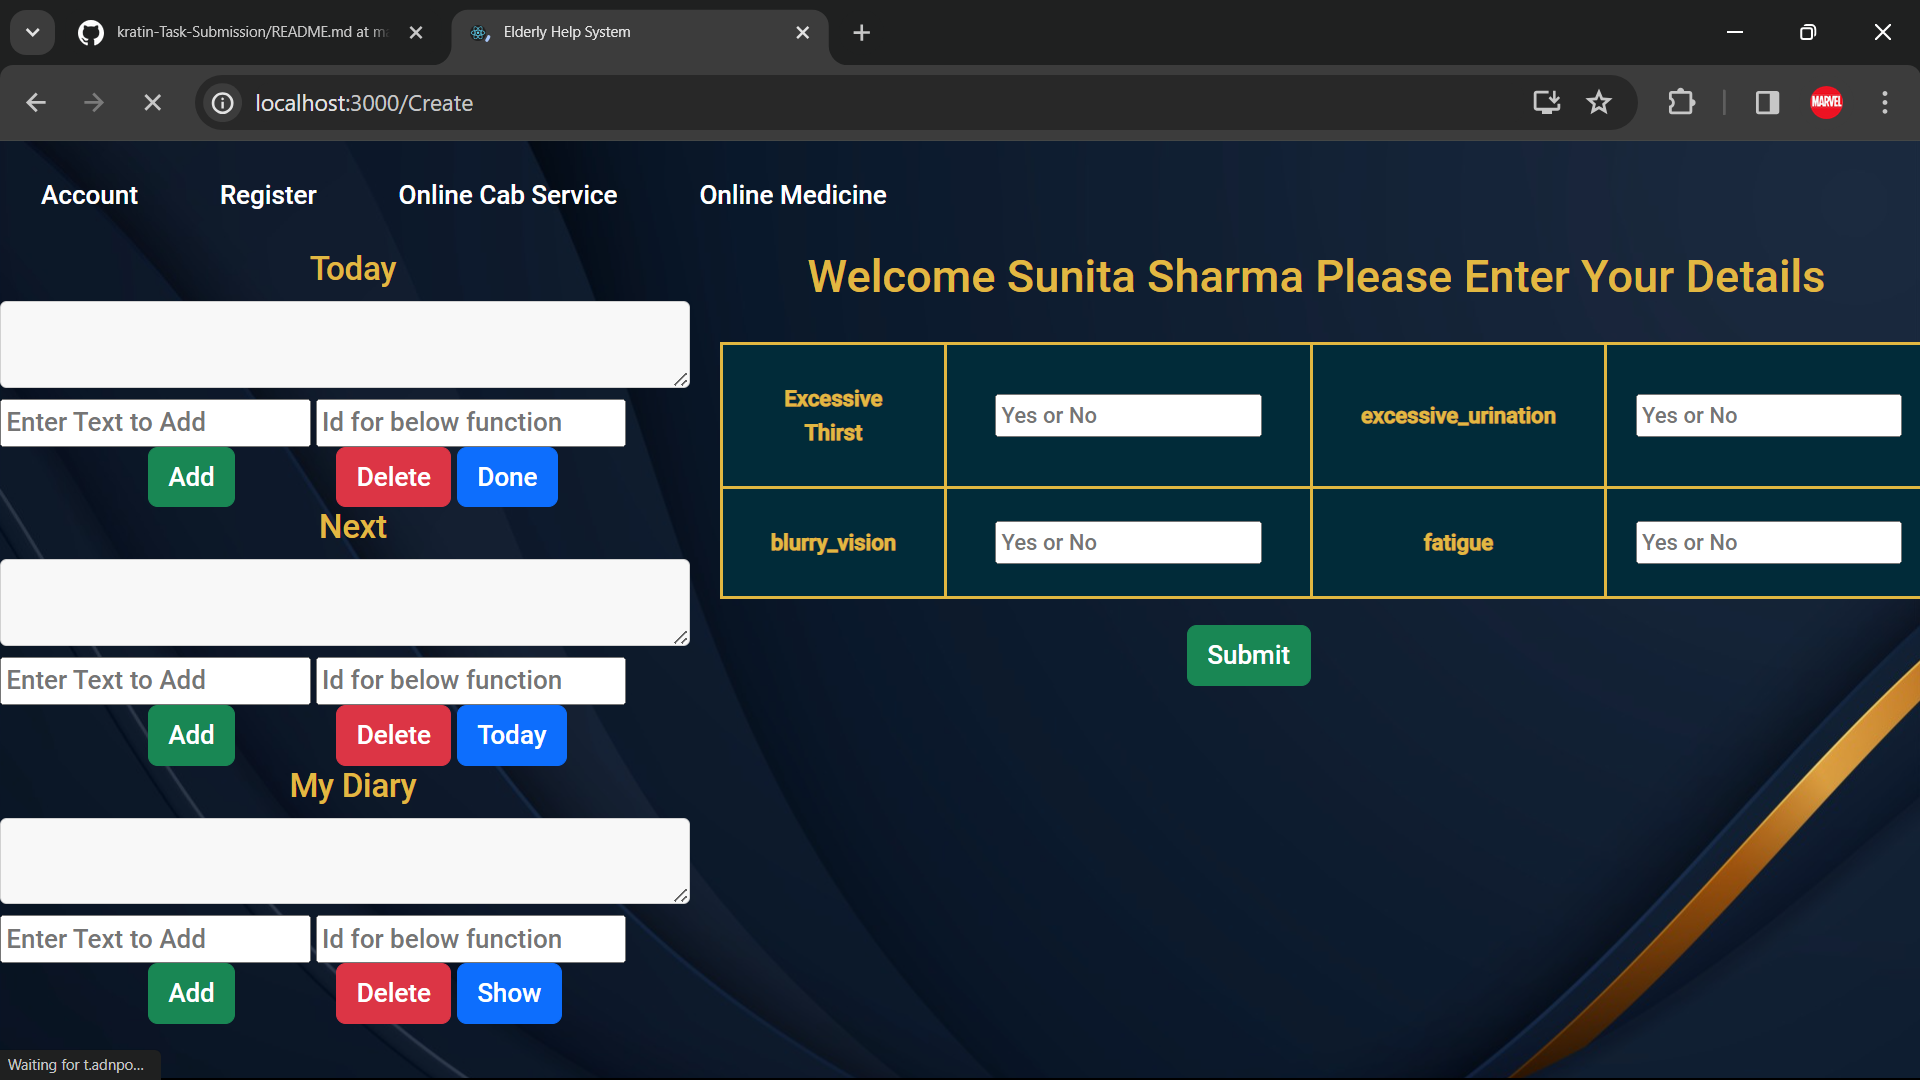 kratin-Task-Submission/README.md at ma
Elderly Help System
localhost:3000/Create
MARVEL
Account Register Online Cab Service Online Medicine
Today
Enter Text to Add Id for below function
Add Delete Done
Next
Enter Text to Add Id for below function
Add Delete Today
My Diary
Enter Text to Add Id for below function
Add Delete Show
Welcome Sunita Sharma Please Enter Your Details
Excessive
Thirst
Yes or No
excessive_urination
Yes or No
blurry_vision
Yes or No
fatigue
Yes or No
Submit
Waiting for t.adnpo...